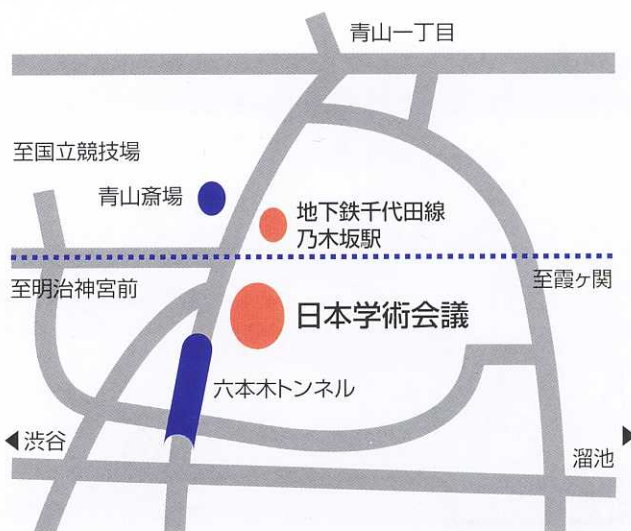 青山一丁目
至国立競技場
青山斎場
地下鉄千代田線
乃木坂駅
至明治神宮前
至霞ヶ関
日本学術会議
六本木トンネル
渋谷
溜池